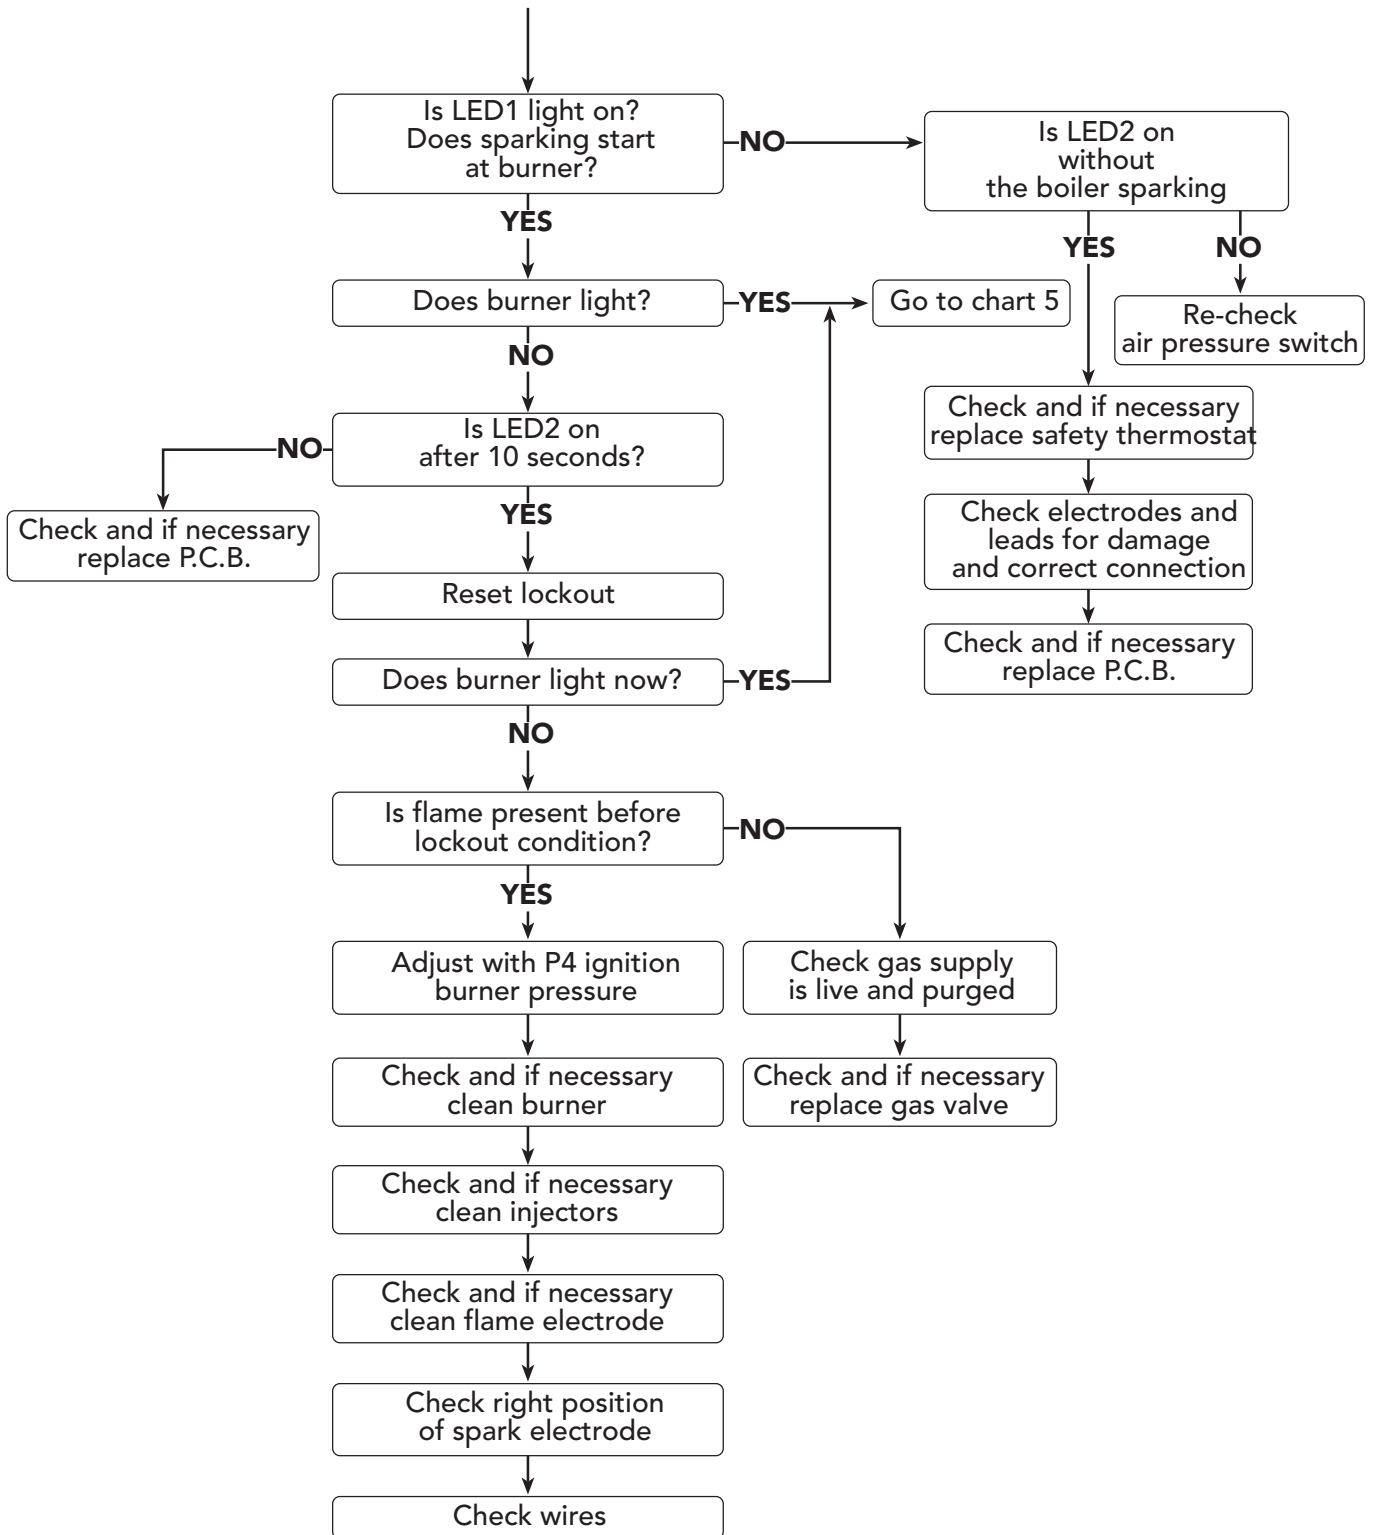 Is LED1 light on?
Does sparking start
at burner?
NO
Is LED2 on
without
the boiler sparking
YES
YES
NO
Does burner light?
YES
Go to chart 5
Re-check
air pressure switch
NO
Check and if necessary
replace safety thermostat
Is LED2 on
after 10 seconds?
NO
Check and if necessary
replace P.C.B.
YES
Check electrodes and
leads for damage
and correct connection
Reset lockout
Check and if necessary
replace P.C.B.
Does burner light now?
YES
NO
Is flame present before
lockout condition?
NO
YES
Adjust with P4 ignition
burner pressure
Check gas supply
is live and purged
Check and if necessary
clean burner
Check and if necessary
replace gas valve
Check and if necessary
clean injectors
Check and if necessary
clean flame electrode
Check right position
of spark electrode
Check wires